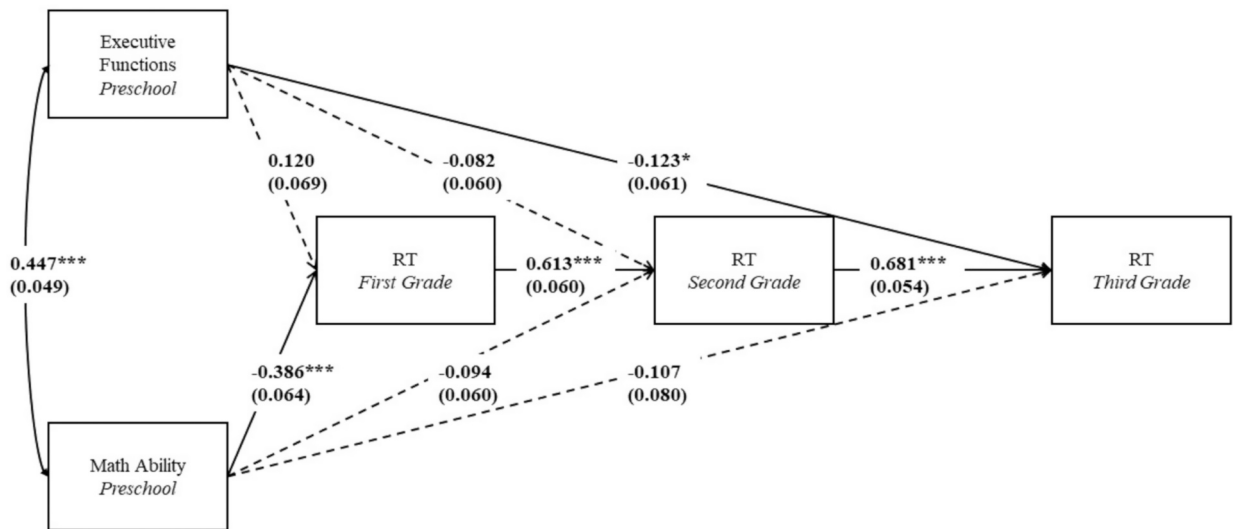 Executive
Functions
Preschool
0.120
(0.069)
-0.082
(0.060)
-0.123*
(0.061)
0.447***
(0.049)
RT
First Grade
0.613***
(0.060)
RT
Second Grade
0.681***
(0.054)
RT
Third Grade
-0.386***
(0.064)
-0.094
(0.060)
-0.107
(0.080)
Math Ability
Preschool